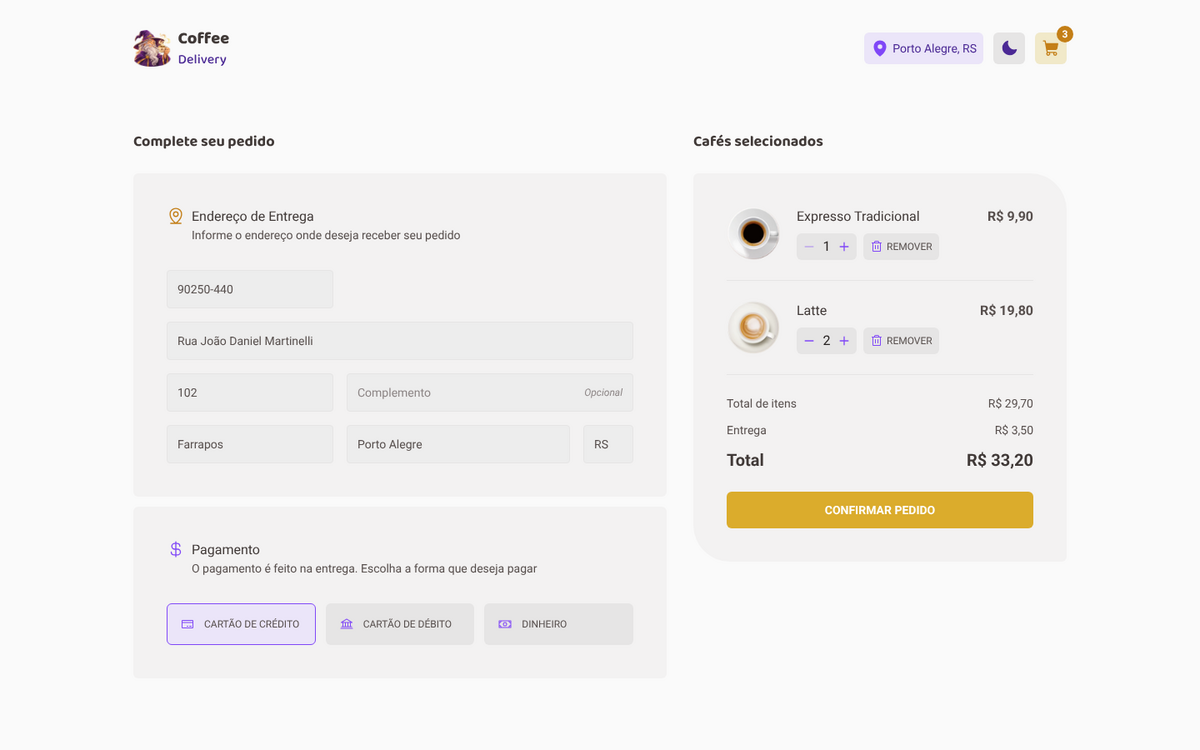 Coffee
Delivery
Porto Alegre, RS
3
Complete seu pedido
Endereço de Entrega
Informe o endereço onde deseja receber seu pedido
90250-440
Rua João Daniel Martinelli
102
Complemento Opcional
Farrapos Porto Alegre RS
Pagamento
O pagamento é feito na entrega. Escolha a forma que deseja pagar
CARTÃO DE CRÉDITO CARTÃO DE DÉBITO DINHEIRO
Cafés selecionados
Expresso Tradicional R$ 9,90
1 REMOVER
Latte R$ 19,80
2 REMOVER
Total de itens R$ 29,70
Entrega R$ 3,50
Total R$ 33,20
CONFIRMAR PEDIDO